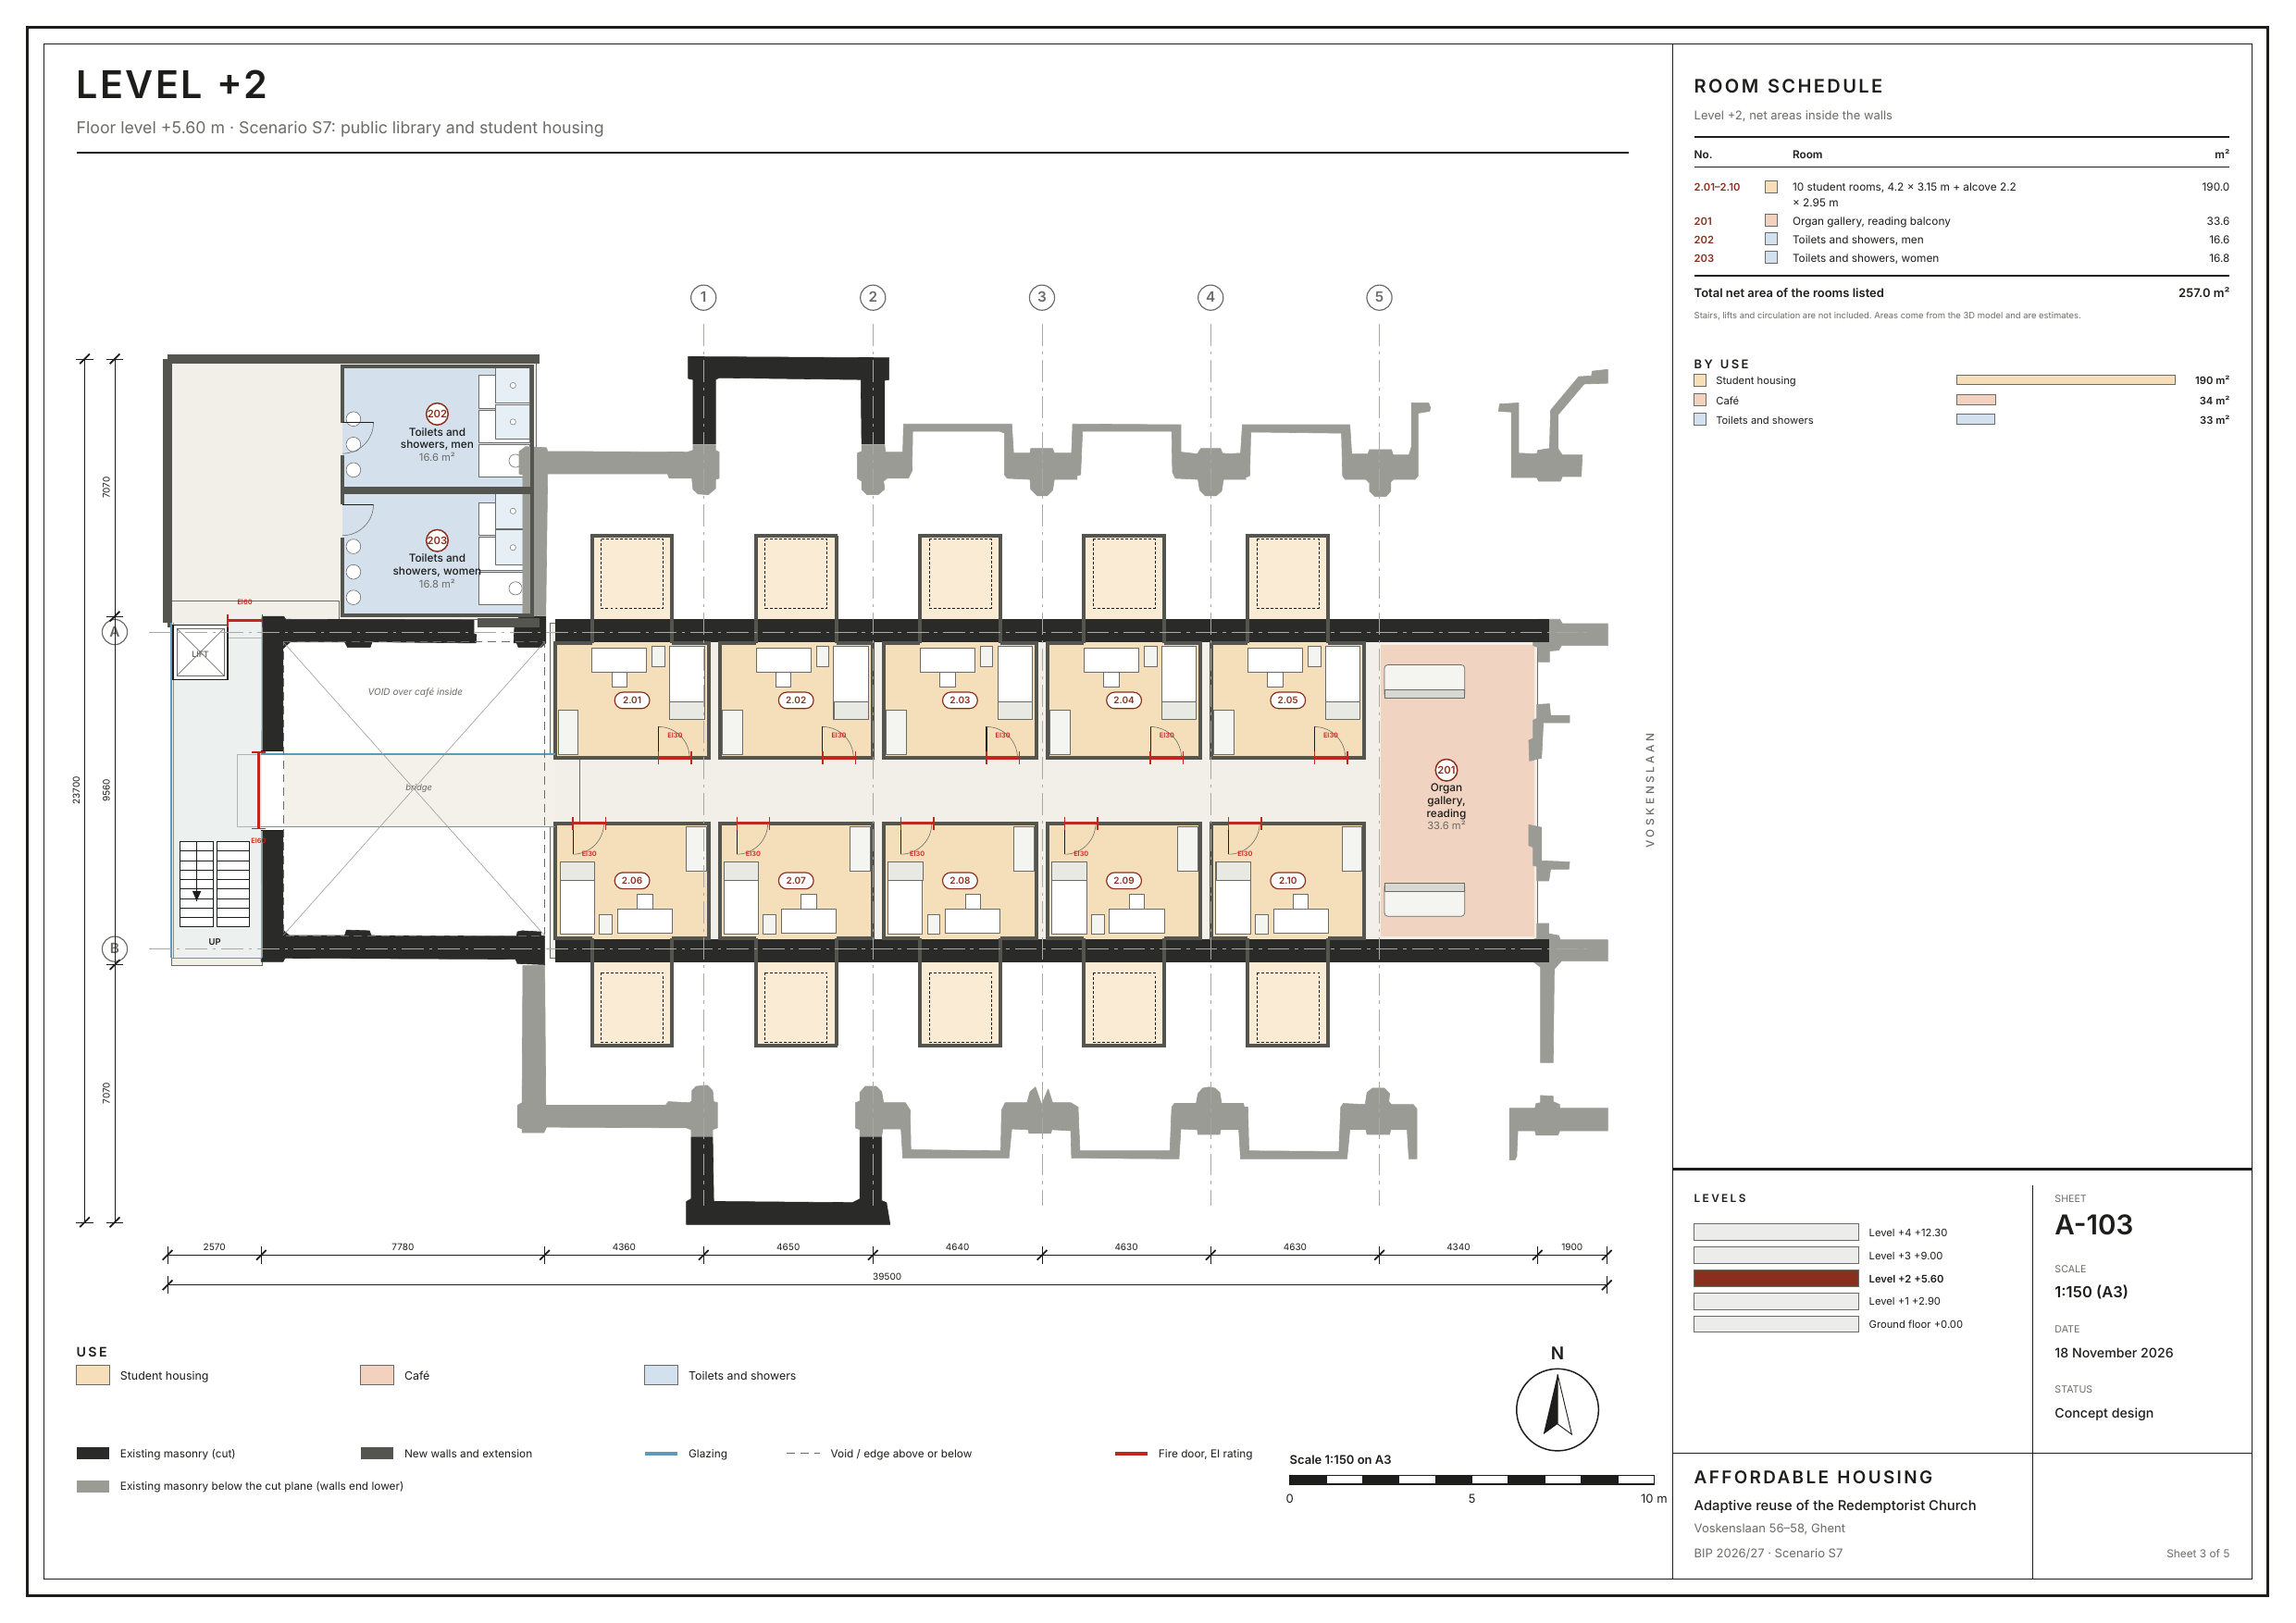 LEVEL +2
Floor level +5.60 m · Scenario S7: public library and student housing
1 2 3 4 5
7070
23700
9560
7070
A
B
202
Toilets and
showers, men
16.6 m²
203
Toilets and
showers, women
16.8 m²
EI60
LIFT
VOID over café inside
bridge
EI60
UP
2.01 2.02 2.03 2.04 2.05
EI30 EI30 EI30 EI30 EI30
201
Organ
gallery,
reading
33.6 m²
EI30 EI30 EI30 EI30 EI30
2.06 2.07 2.08 2.09 2.10
VOSKENSLAAN
2570 7780 4360 4650 4640 4630 4630 4340 1900
39500
USE
Student housing
Café
Toilets and showers
Existing masonry (cut)
New walls and extension
Glazing
Void / edge above or below
Fire door, EI rating
Existing masonry below the cut plane (walls end lower)
N
Scale 1:150 on A3
0 5 10 m
ROOM SCHEDULE
Level +2, net areas inside the walls
No. Room m²
2.01–2.10 10 student rooms, 4.2 × 3.15 m + alcove 2.2 190.0
× 2.95 m
201 Organ gallery, reading balcony 33.6
202 Toilets and showers, men 16.6
203 Toilets and showers, women 16.8
Total net area of the rooms listed 257.0 m²
Stairs, lifts and circulation are not included. Areas come from the 3D model and are estimates.
BY USE
Student housing 190 m²
Café 34 m²
Toilets and showers 33 m²
LEVELS
Level +4 +12.30
Level +3 +9.00
Level +2 +5.60
Level +1 +2.90
Ground floor +0.00
SHEET
A-103
SCALE
1:150 (A3)
DATE
18 November 2026
STATUS
Concept design
AFFORDABLE HOUSING
Adaptive reuse of the Redemptorist Church
Voskenslaan 56–58, Ghent
BIP 2026/27 · Scenario S7
Sheet 3 of 5